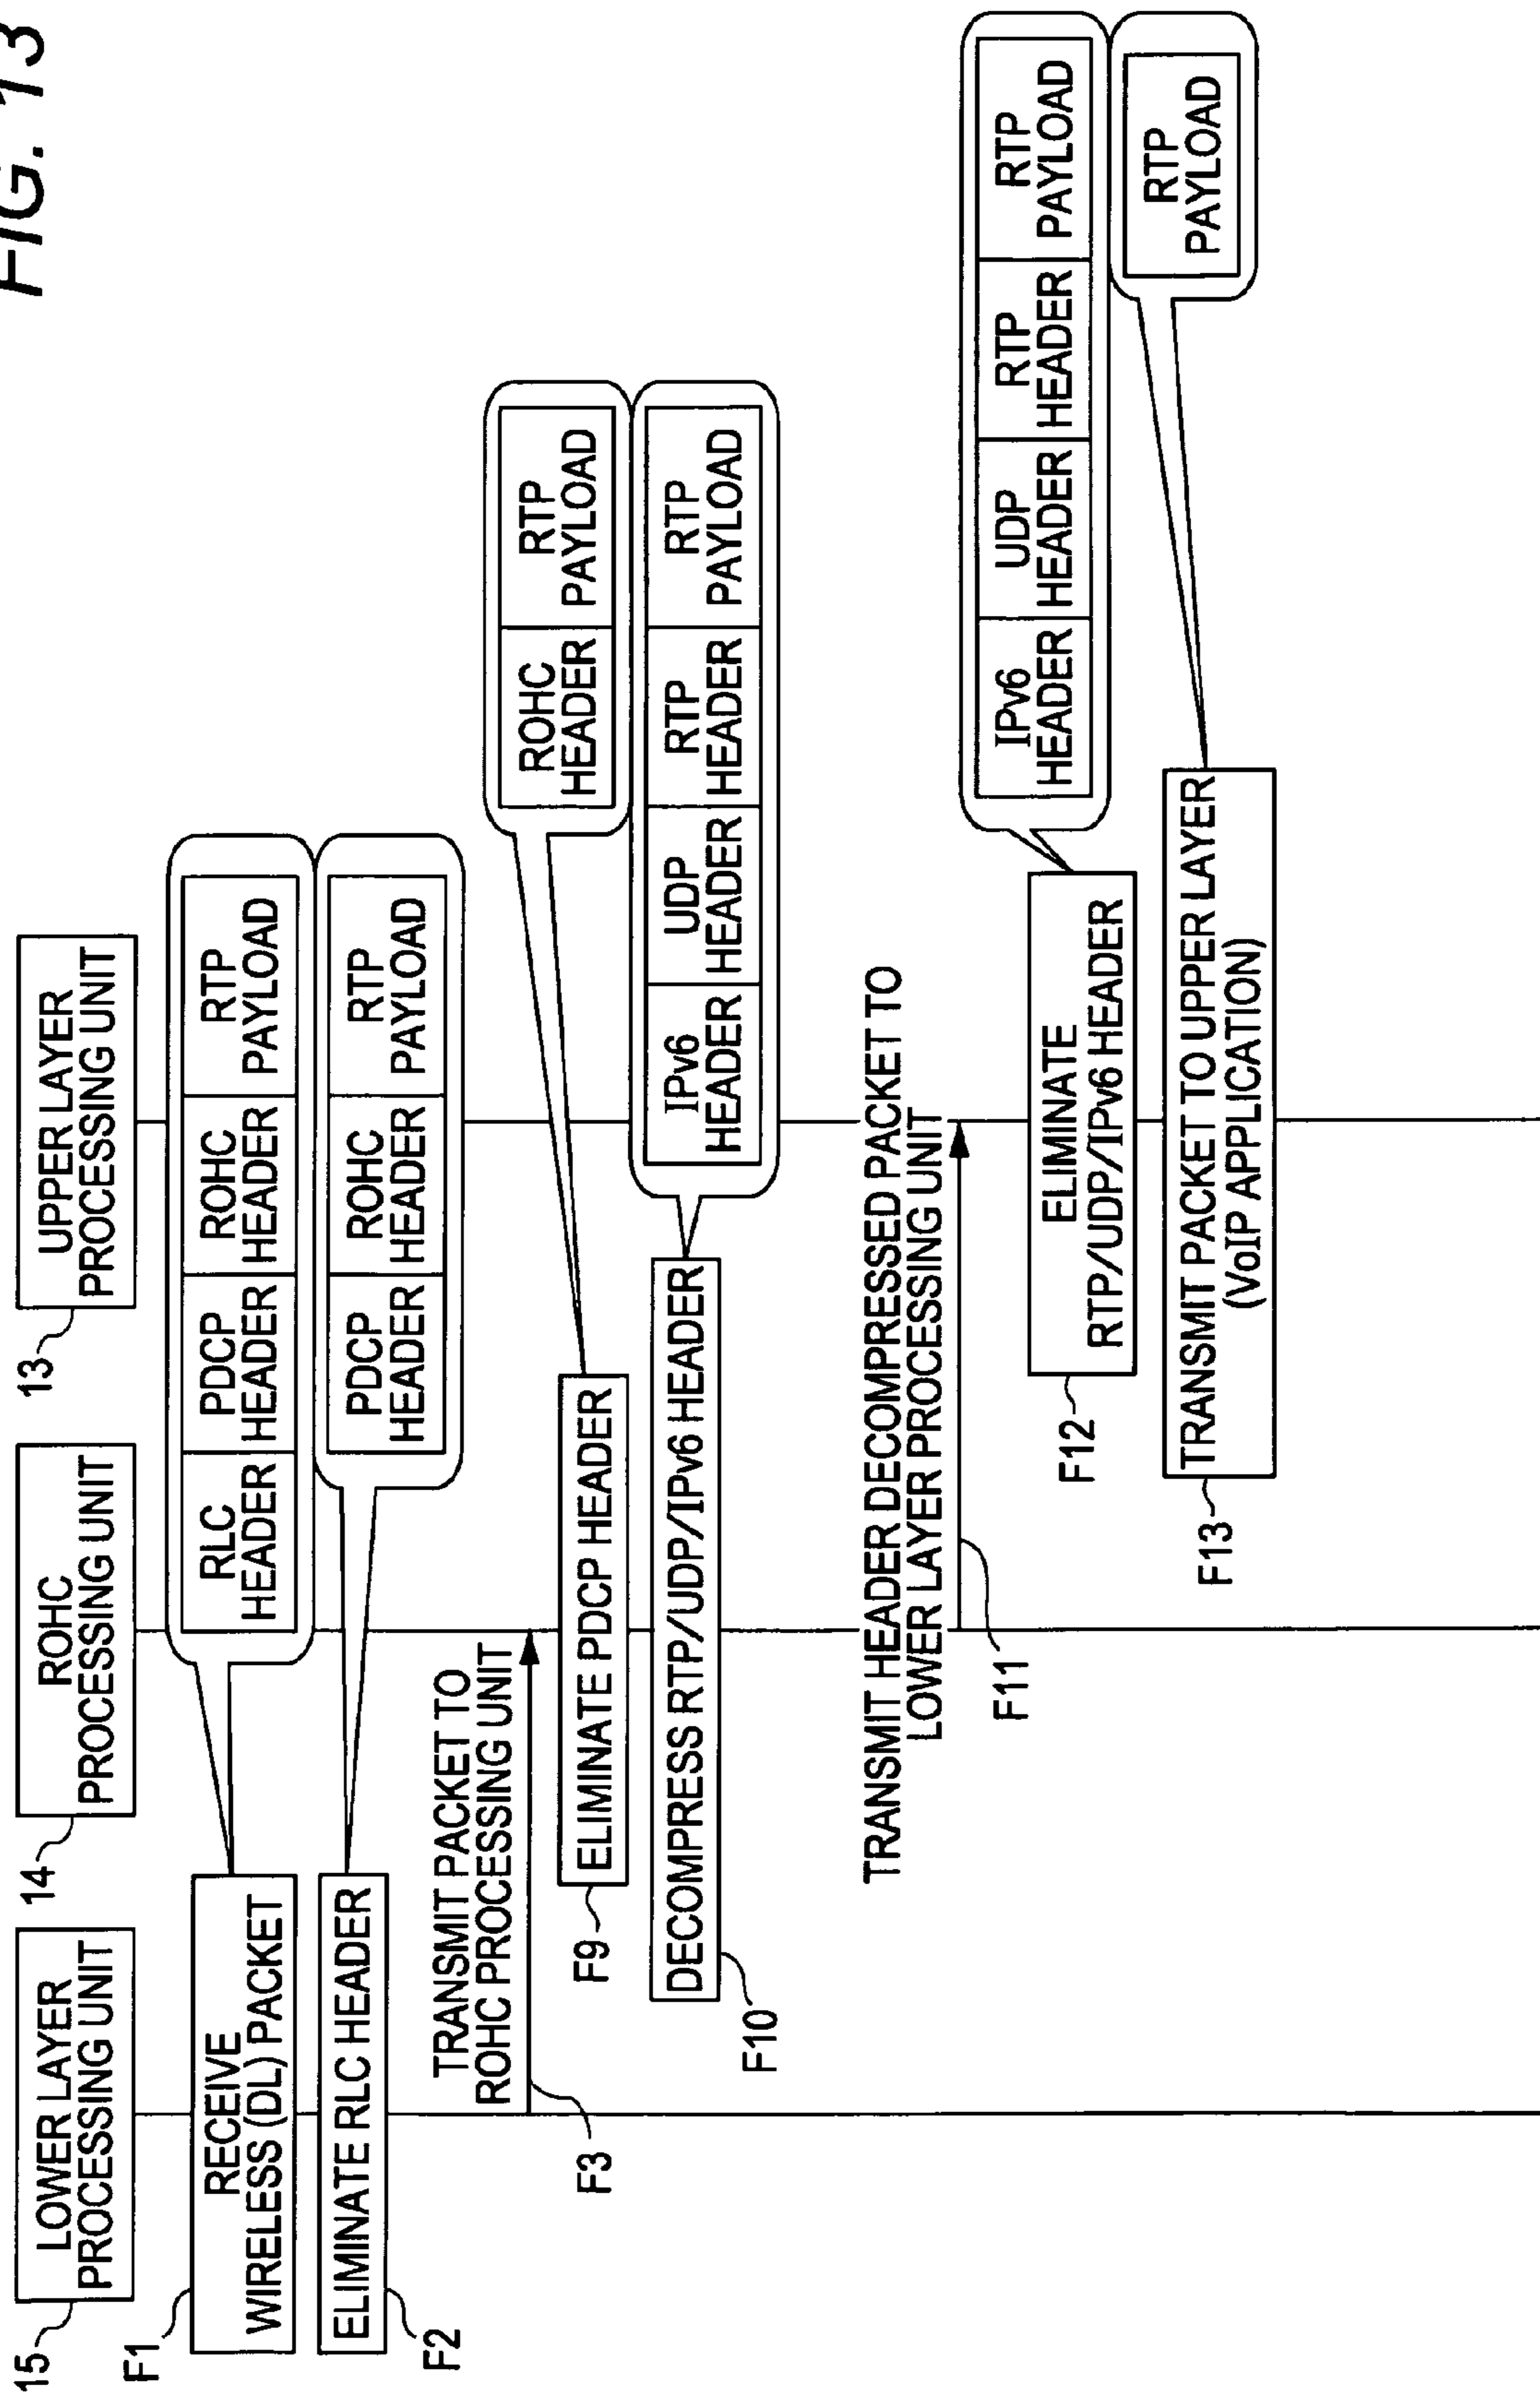 FIG. 13
15
LOWER LAYER
PROCESSING UNIT
14
ROHC
PROCESSING UNIT
13
UPPER LAYER
PROCESSING UNIT
F1
RECEIVE
WIRELESS (DL) PACKET
RLC
HEADER
PDCP
HEADER
ROHC
HEADER
RTP
PAYLOAD
F2
ELIMINATE RLC HEADER
PDCP
HEADER
ROHC
HEADER
RTP
PAYLOAD
F3
TRANSMIT PACKET TO
ROHC PROCESSING UNIT
F9
ELIMINATE PDCP HEADER
ROHC
HEADER
RTP
PAYLOAD
F10
DECOMPRESS RTP/UDP/IPv6 HEADER
IPv6
HEADER
UDP
HEADER
RTP
HEADER
RTP
PAYLOAD
TRANSMIT HEADER DECOMPRESSED PACKET TO
LOWER LAYER PROCESSING UNIT
F11
F12
ELIMINATE
RTP/UDP/IPv6 HEADER
IPv6
HEADER
UDP
HEADER
RTP
HEADER
RTP
PAYLOAD
F13
TRANSMIT PACKET TO UPPER LAYER
(VoIP APPLICATION)
RTP
PAYLOAD